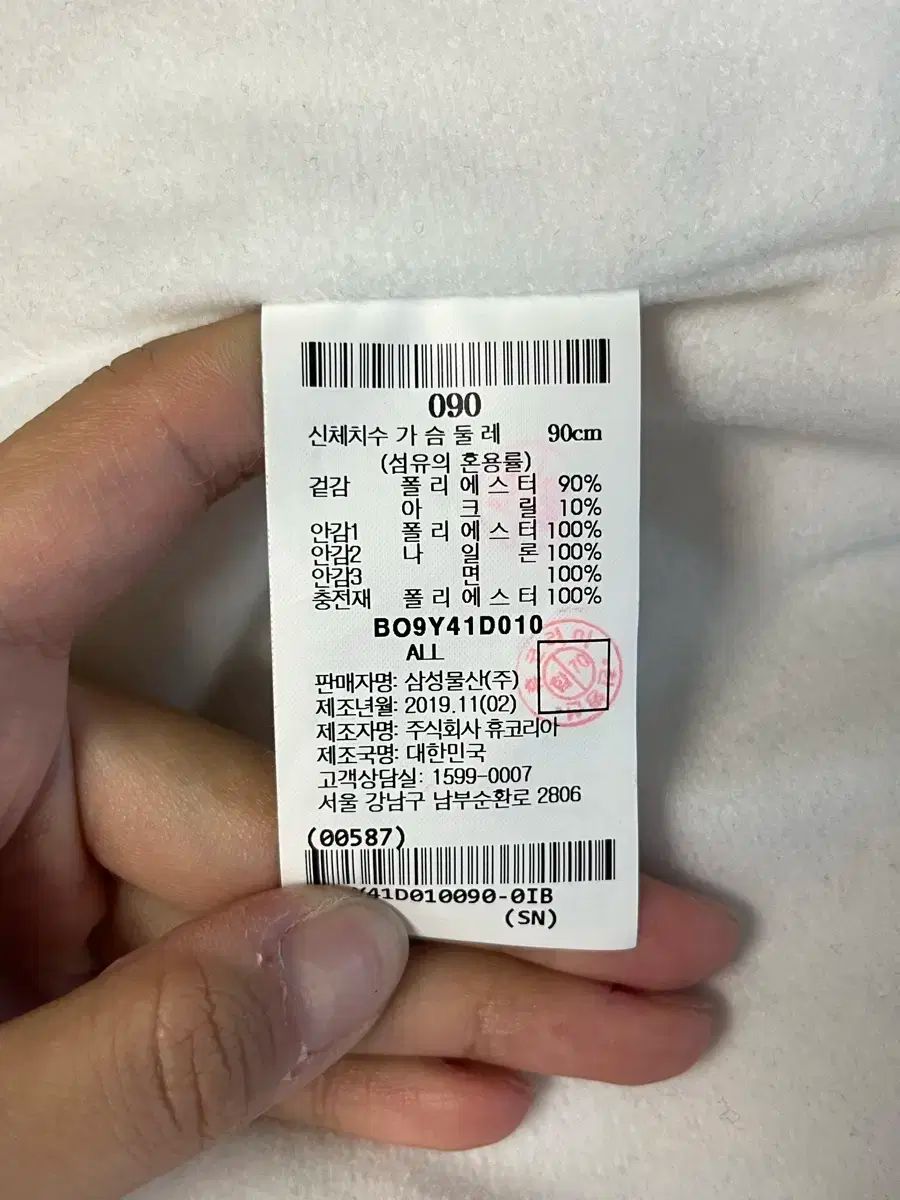 090
신체치수 가 슴 둘 레 90cm
(섬유의 혼용률)
겉감 폴 리 에 스 터 90%
아 크 릴 10%
안감1 폴 리 에 스 터 100%
안감2 나 일 론 100%
안감3 면 100%
충전재 폴 리 에 스 터 100%
BO9Y41D010
ALL
판매자명: 삼성물산(주)
제조년월: 2019.11(02)
제조자명: 주식회사 휴코리아
제조국명: 대한민국
고객상담실: 1599-0007
서울 강남구 남부순환로 2806
(00587)
Y41D010090-0IB
(SN)